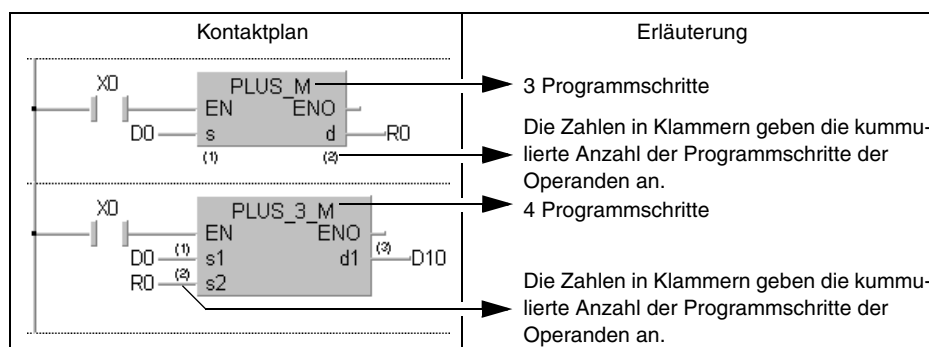 Kontaktplan
Erläuterung
X0
PLUS_M
3 Programmschritte
EN ENO
D0 s d R0
(1) (2)
Die Zahlen in Klammern geben die kummu-
lierte Anzahl der Programmschritte der
Operanden an.
X0
PLUS_3_M
4 Programmschritte
EN ENO
D0 (1) s1 d1 (3) D10
R0 (2) s2
Die Zahlen in Klammern geben die kummu-
lierte Anzahl der Programmschritte der
Operanden an.